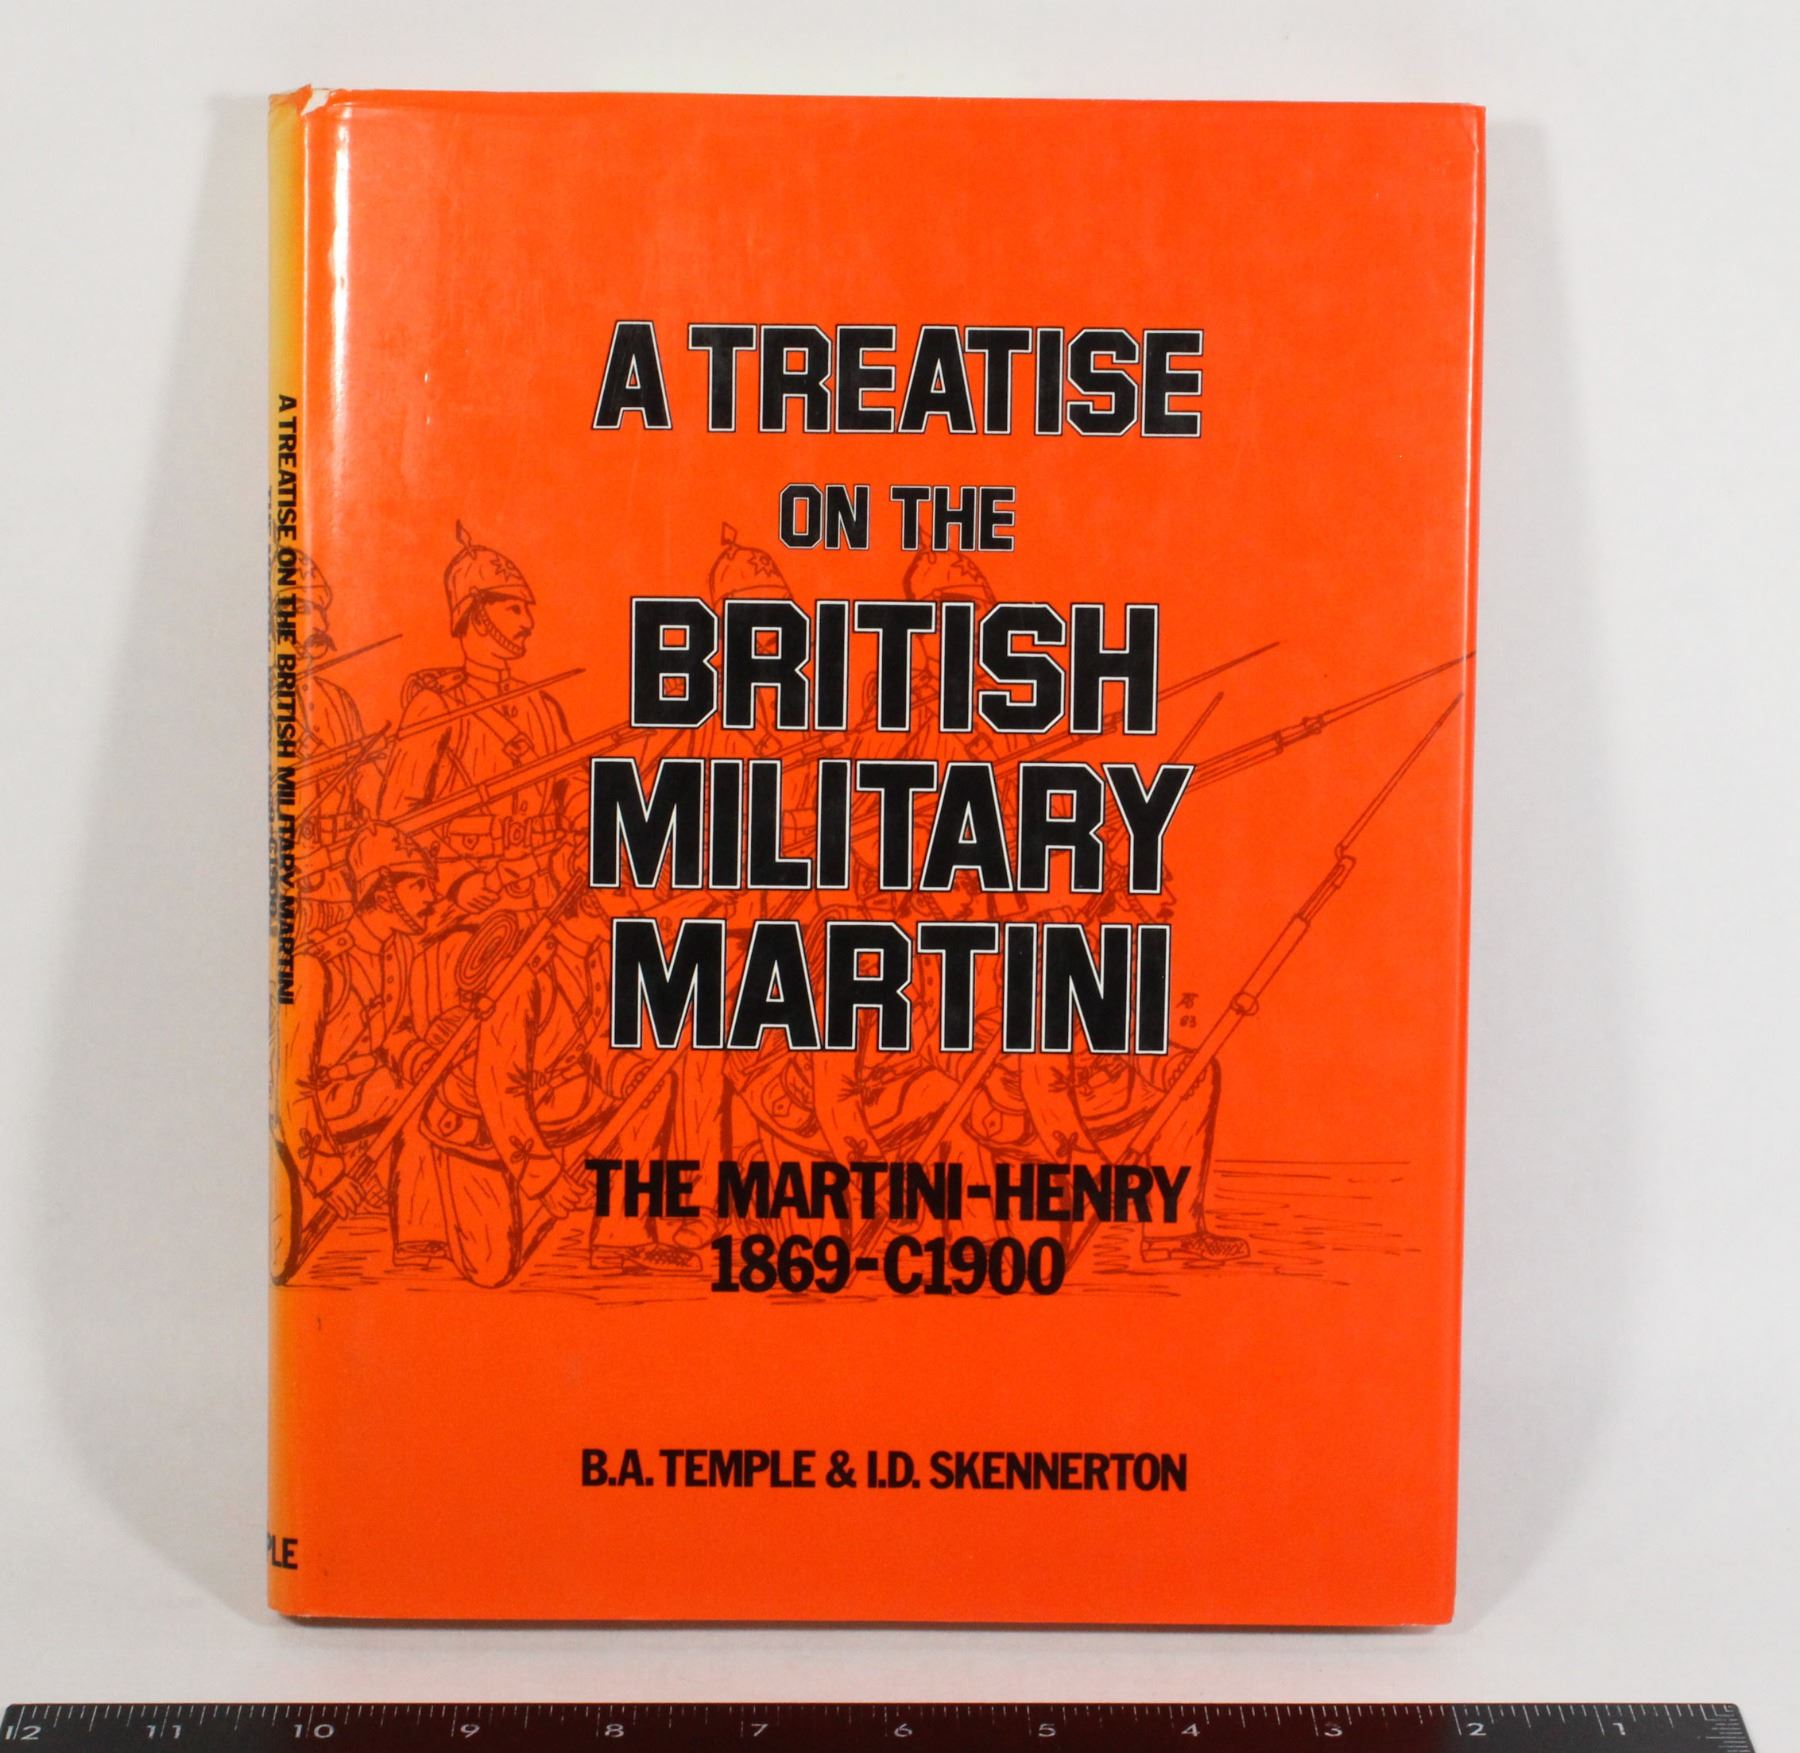 A TREATISE
ON THE
BRITISH
MILITARY
MARTINI
THE MARTINI-HENRY
1869-C1900
B.A. TEMPLE & I.D. SKENNERTON
A TREATISE ON THE BRITISH MILITARY MARTINI
PLE
12 11 10 9 8 7 6 5 4 3 2 1